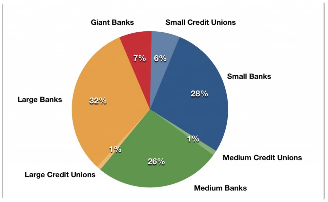 Giant Banks
Small Credit Unions
7%
6%
Small Banks
28%
Large Banks
32%
1%
Medium Credit Unions
1%
Large Credit Unions
26%
Medium Banks